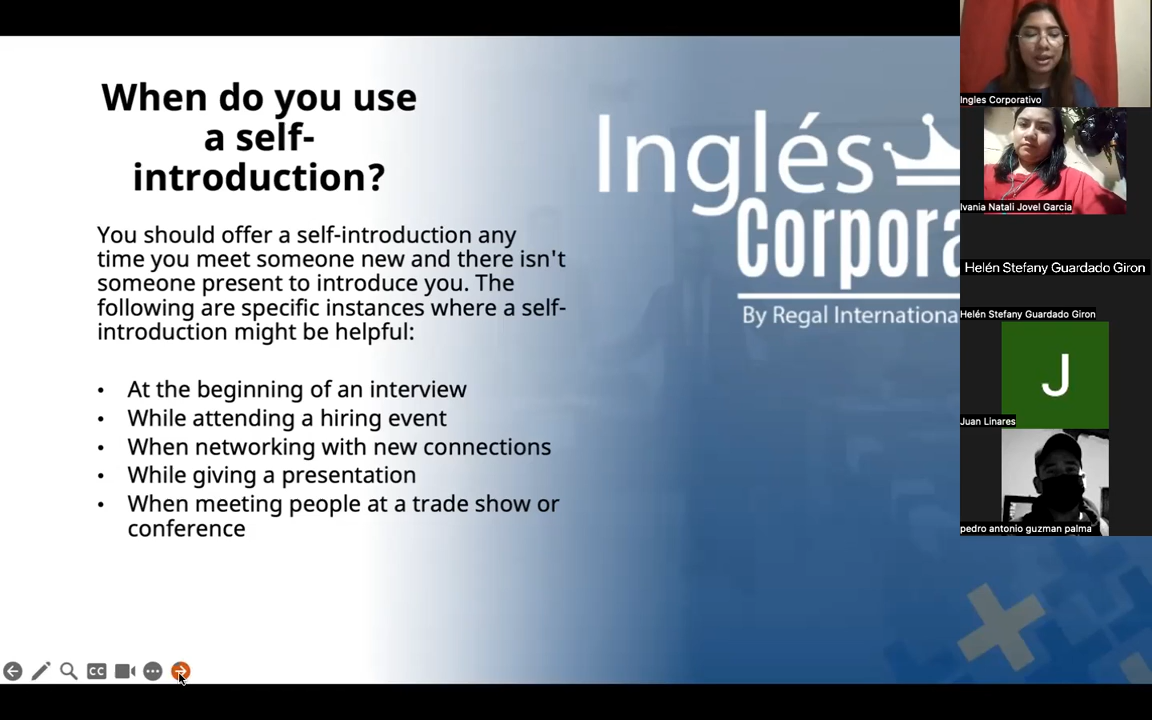 When do you use
a self-
introduction?
You should offer a self-introduction any
time you meet someone new and there isn't
someone present to introduce you. The
following are specific instances where a self-
introduction might be helpful:
• At the beginning of an interview
• While attending a hiring event
• When networking with new connections
• While giving a presentation
• When meeting people at a trade show or
conference
Inglés
Corpora
By Regal Internationa
CC
Ingles Corporativo
Ivania Natali Jovel Garcia
Helén Stefany Guardado Giron
Helén Stefany Guardado Giron
J
Juan Linares
pedro antonio guzman palma